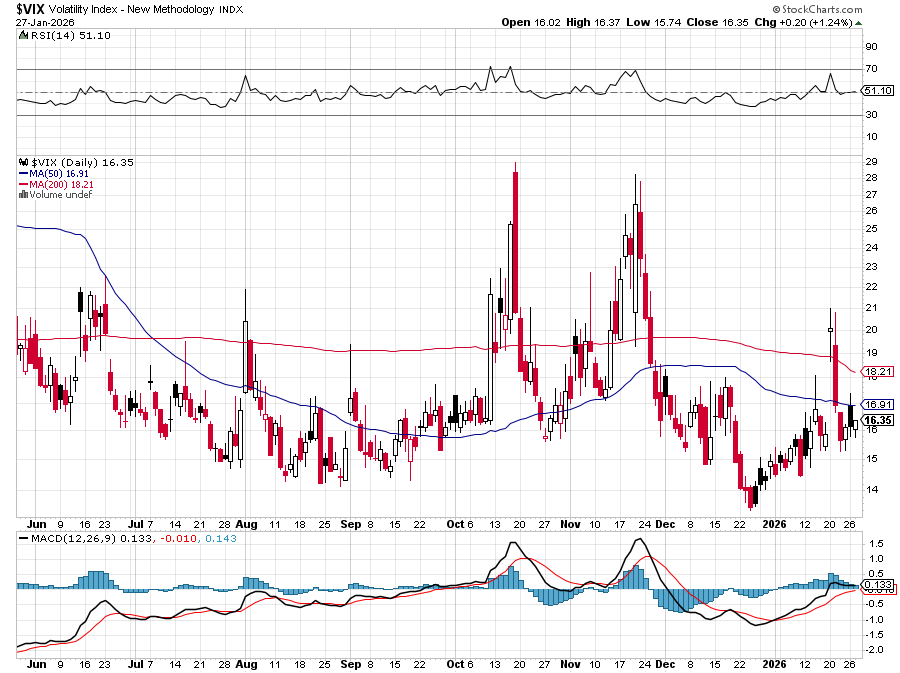 $VIX Volatility Index - New Methodology INDX
© StockCharts.com
27-Jan-2026
Open 16.02 High 16.37 Low 15.74 Close 16.35 Chg +0.20 (+1.24%)
RSI(14) 51.10
90
70
51.10
30
10
$VIX (Daily) 16.35
MA(50) 16.91
MA(200) 18.21
Volume undef
29
28
27
26
25
24
23
22
21
20
19
18.21
18
16.91
16.35
16
15
14
Jun 9 16 23 Jul 7 14 21 28 Aug 11 18 25 Sep 8 15 22 Oct 6 13 20 27 Nov 10 17 24 Dec 8 15 22 2026 12 20 26
MACD(12,26,9) 0.133, -0.010, 0.143
1.5
1.0
0.5
0.133
-0.5
-1.0
-1.5
-2.0
Jun 9 16 23 Jul 7 14 21 28 Aug 11 18 25 Sep 8 15 22 Oct 6 13 20 27 Nov 10 17 24 Dec 8 15 22 2026 12 20 26